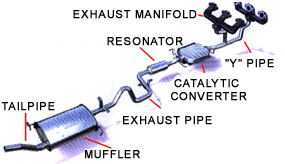 EXHAUST MANIFOLD
RESONATOR
"Y" PIPE
CATALYTIC
CONVERTER
TAILPIPE
EXHAUST PIPE
MUFFLER